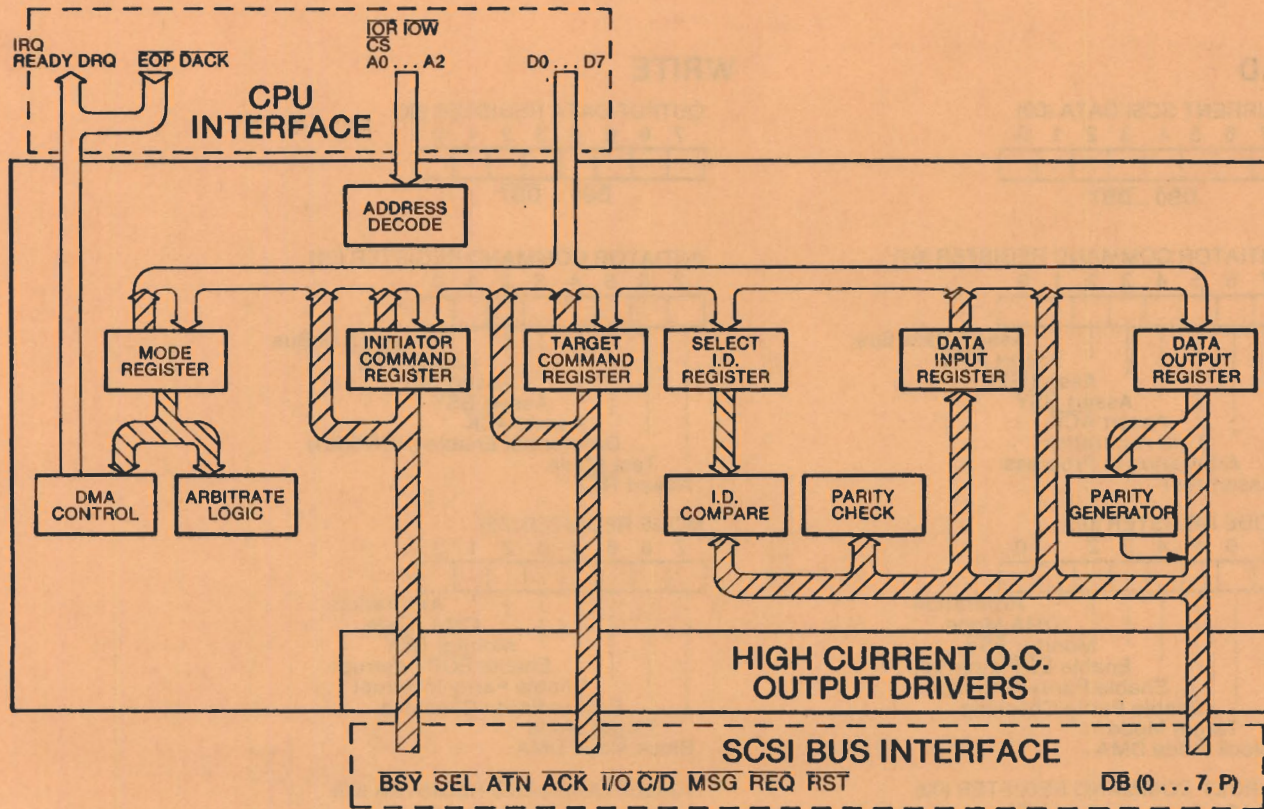 IRQ
READY DRQ
EOP DACK
IOR IOW
CS
A0...A2
D0...D7
CPU
INTERFACE
ADDRESS
DECODE
MODE
REGISTER
INITIATOR
COMMAND
REGISTER
TARGET
COMMAND
REGISTER
SELECT
I.D.
REGISTER
DATA
INPUT
REGISTER
DATA
OUTPUT
REGISTER
DMA
CONTROL
ARBITRATE
LOGIC
I.D.
COMPARE
PARITY
CHECK
PARITY
GENERATOR
HIGH CURRENT O.C.
OUTPUT DRIVERS
SCSI BUS INTERFACE
BSY SEL ATN ACK I/O C/D MSG REQ RST
DB (0...7, P)